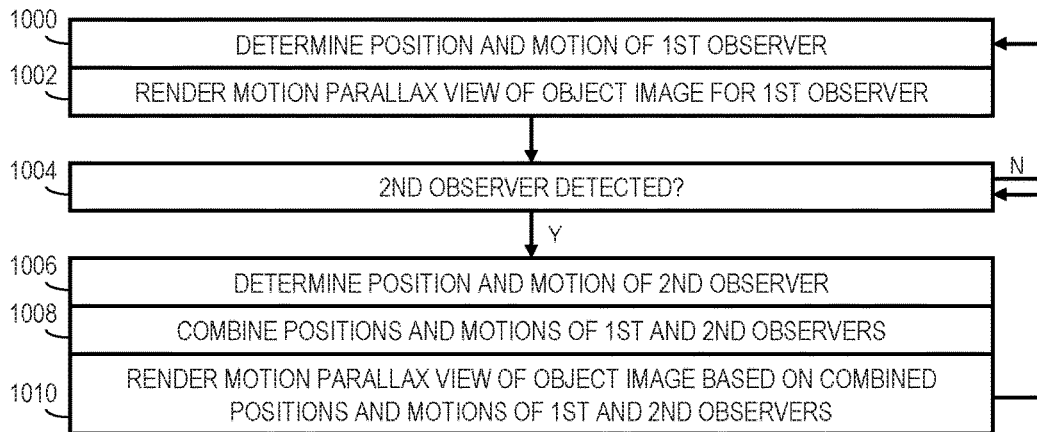 1000
DETERMINE POSITION AND MOTION OF 1ST OBSERVER
1002
RENDER MOTION PARALLAX VIEW OF OBJECT IMAGE FOR 1ST OBSERVER
1004
2ND OBSERVER DETECTED?
N
Y
1006
DETERMINE POSITION AND MOTION OF 2ND OBSERVER
1008
COMBINE POSITIONS AND MOTIONS OF 1ST AND 2ND OBSERVERS
1010
RENDER MOTION PARALLAX VIEW OF OBJECT IMAGE BASED ON COMBINED
POSITIONS AND MOTIONS OF 1ST AND 2ND OBSERVERS